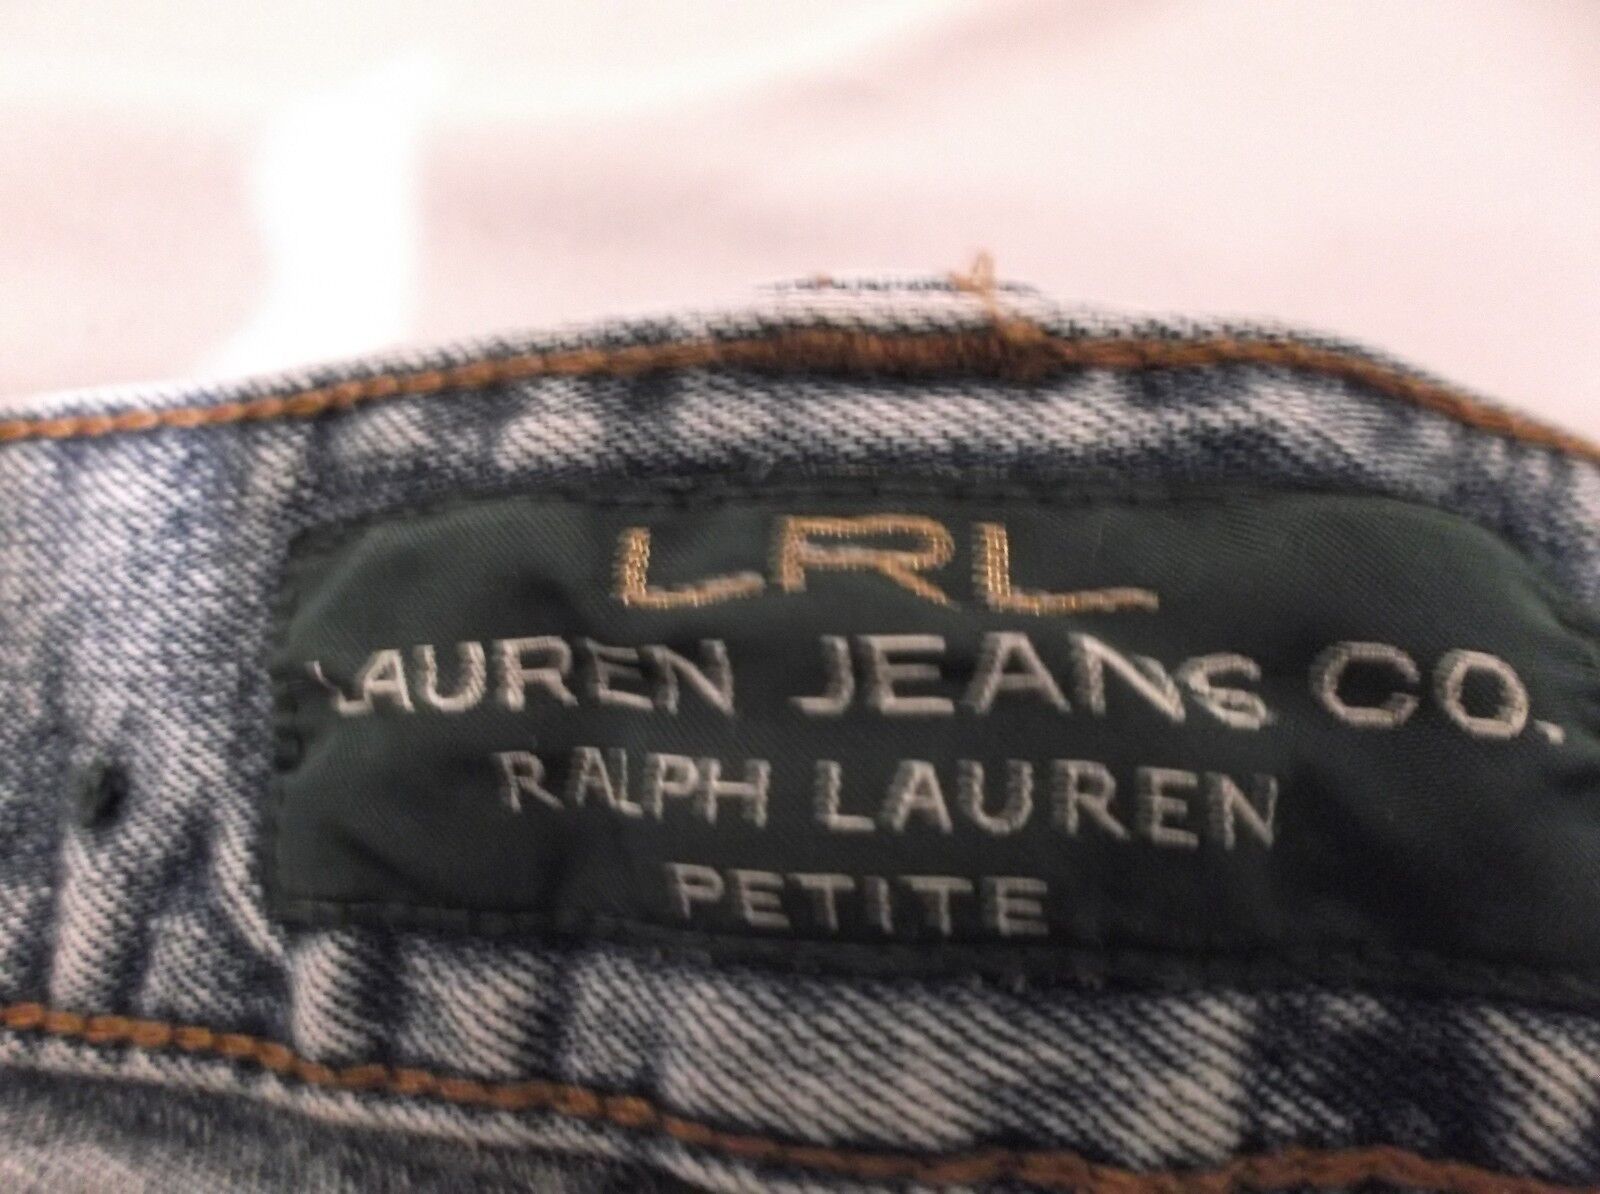 LRL
LAUREN JEANS CO.
RALPH LAUREN
PETITE